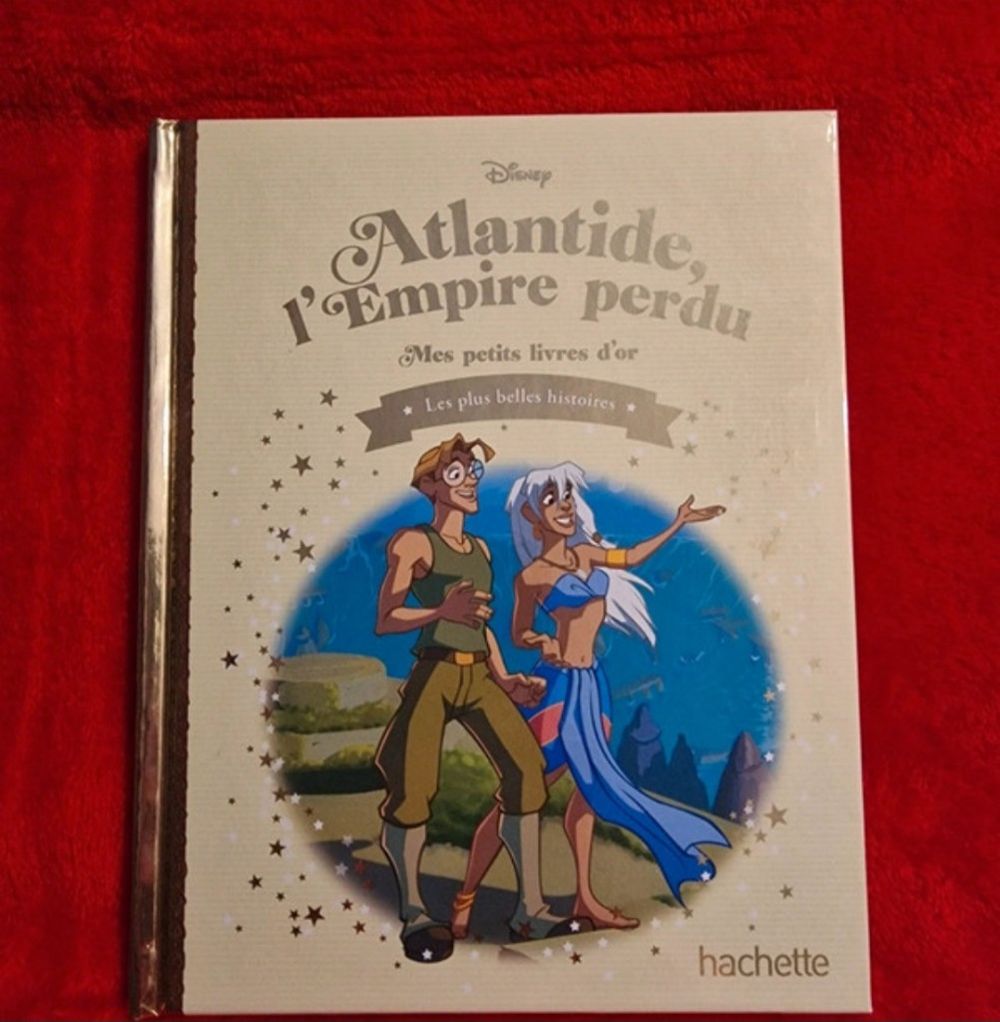 Disney
Atlantide,
l'Empire perdu
Mes petits livres d'or
Les plus belles histoires
hachette